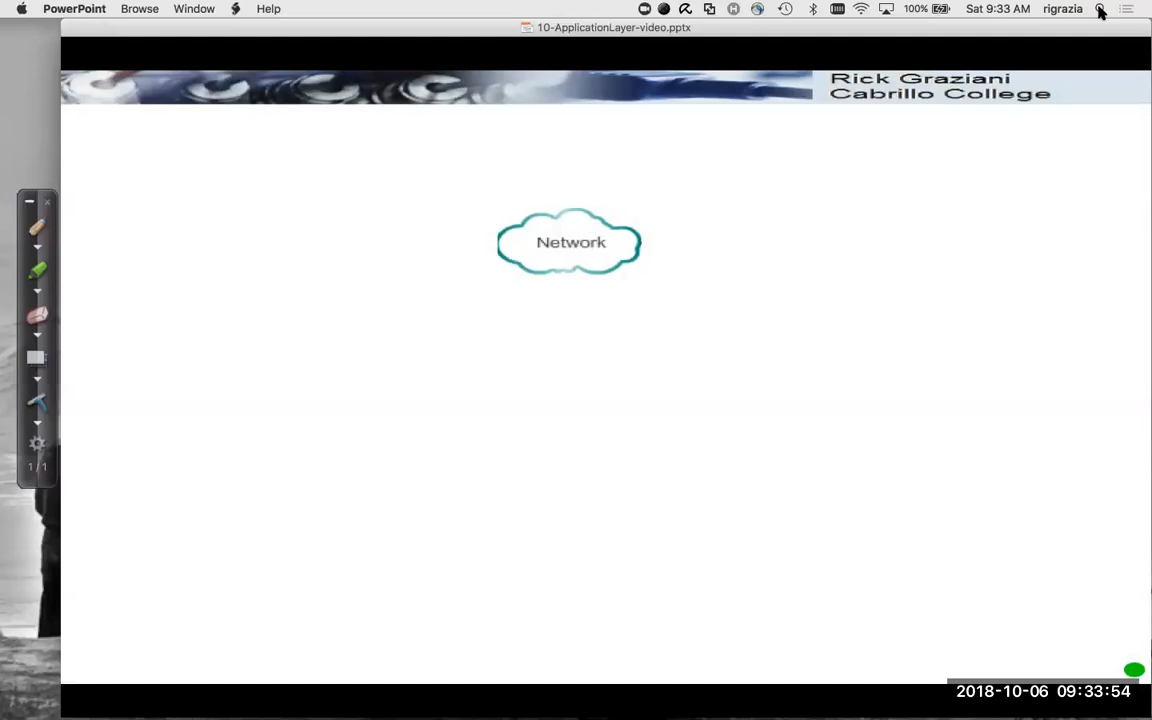 PowerPoint Browse Window Help 100% Sat 9:33 AM rigrazia
10-ApplicationLayer-video.pptx
Rick Graziani
Cabrillo College
Network
1 / 1
2018-10-06 09:33:54